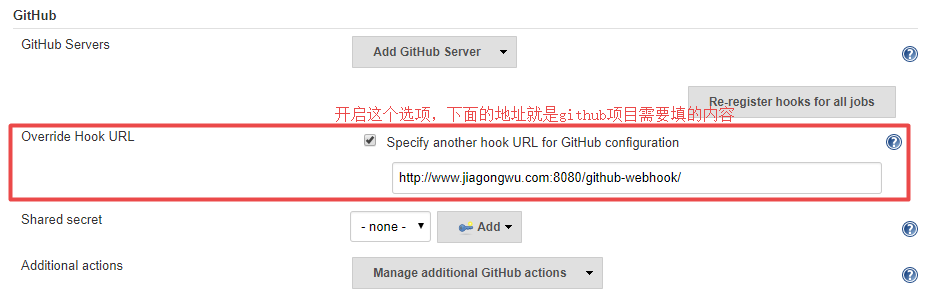 GitHub
GitHub Servers
Add GitHub Server
Re-register hooks for all jobs
开启这个选项，下面的地址就是github项目需要填的内容
Override Hook URL
Specify another hook URL for GitHub configuration
http://www.jiagongwu.com:8080/github-webhook/
Shared secret
- none -
Add
Additional actions
Manage additional GitHub actions